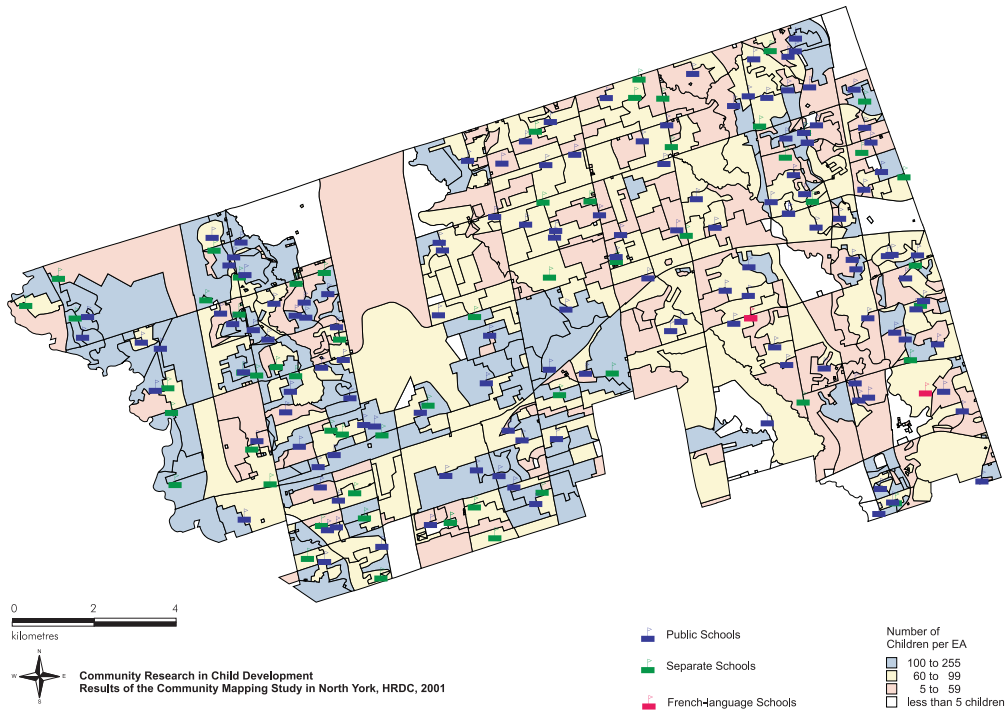 0 2 4
kilometres
N
W E
S
Community Research in Child Development
Results of the Community Mapping Study in North York, HRDC, 2001
Public Schools
Separate Schools
French-language Schools
Number of
Children per EA
100 to 255
60 to 99
5 to 59
less than 5 children